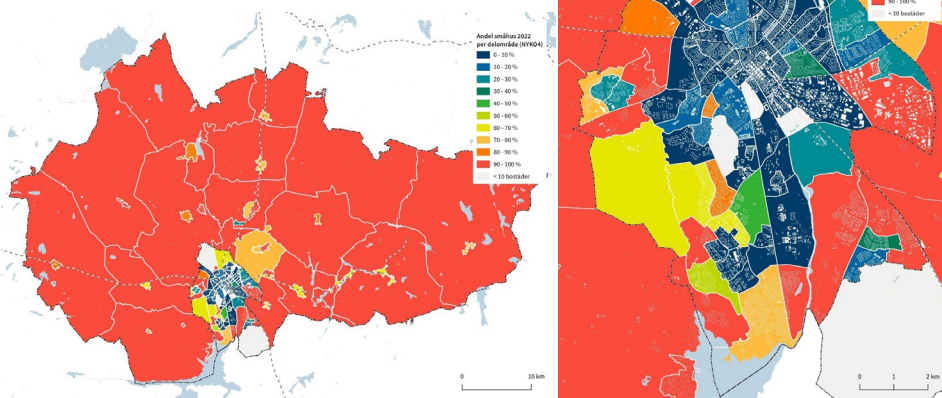 Andel småhus 2022
per delområde (NYKO4)
0 - 10 %
10 - 20 %
20 - 30 %
30 - 40 %
40 - 50 %
50 - 60 %
60 - 70 %
70 - 80 %
80 - 90 %
90 - 100 %
< 10 bostäder
0 10 km
90 - 100 %
< 10 bostäder
0 1 2 km